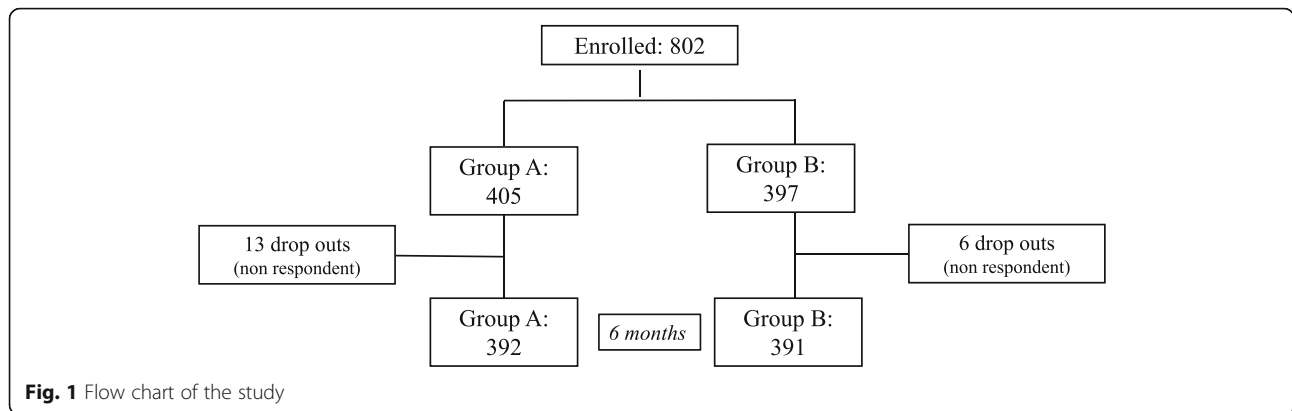 Enrolled: 802
Group A:
405
Group B:
397
13 drop outs
(non respondent)
6 drop outs
(non respondent)
Group A:
392
6 months
Group B:
391
Fig. 1 Flow chart of the study